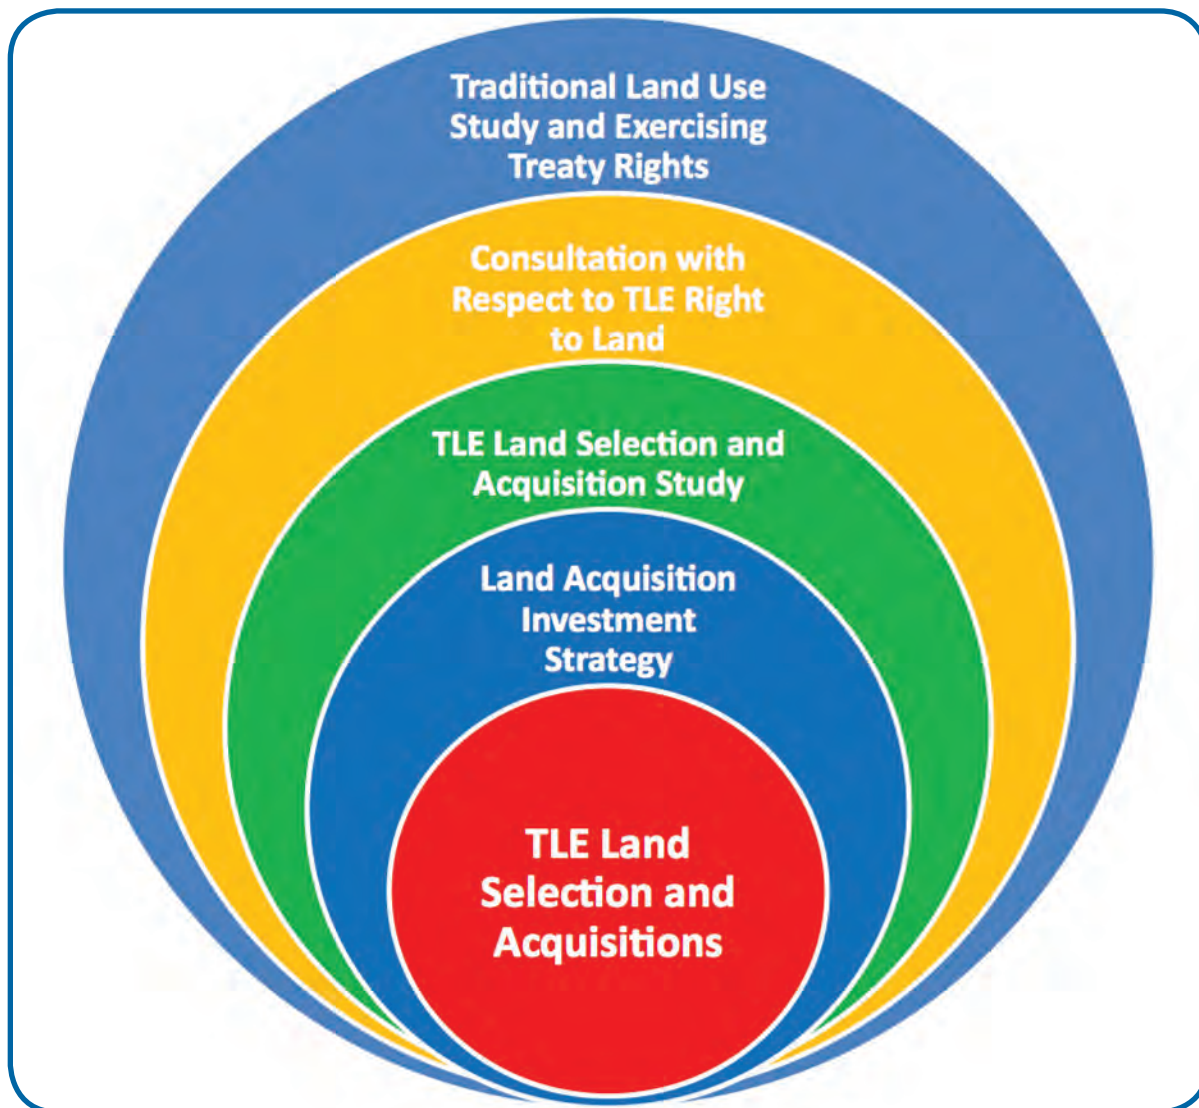 Traditional Land Use
Study and Exercising
Treaty Rights
Consultation with
Respect to TLE Right
to Land
TLE Land Selection and
Acquisition Study
Land Acquisition
Investment
Strategy
TLE Land
Selection and
Acquisitions